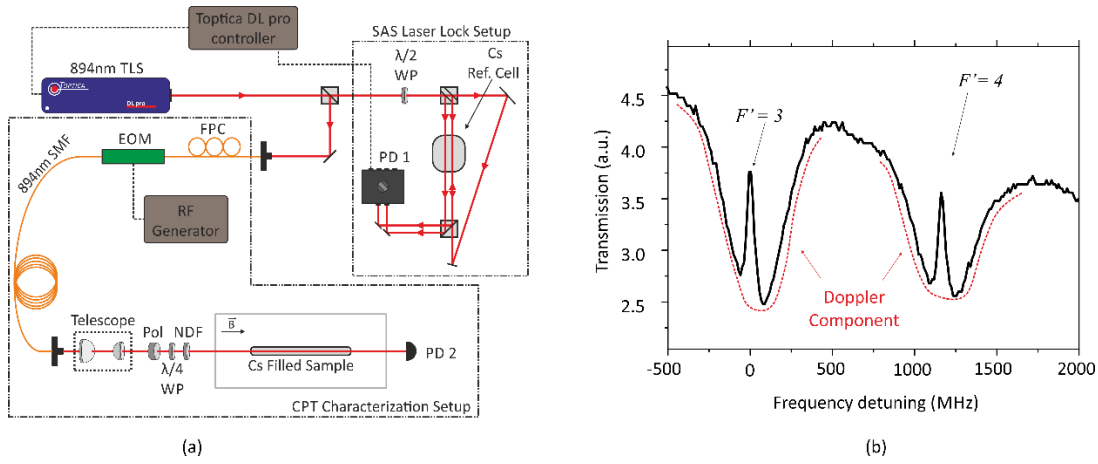 Toptica DL pro
controller
SAS Laser Lock Setup
894nm TLS
λ/2
WP
Cs
Ref. Cell
TOPTICA
DL pro
EOM
FPC
894nm SMF
PD 1
RF
Generator
Telescope
Pol
NDF
λ/4
WP
B
Cs Filled Sample
PD 2
CPT Characterization Setup
(a)
Transmission (a.u.)
4.5
4.0
3.5
3.0
2.5
F'= 3
F'= 4
Doppler
Component
-500
0
500
1000
1500
2000
Frequency detuning (MHz)
(b)